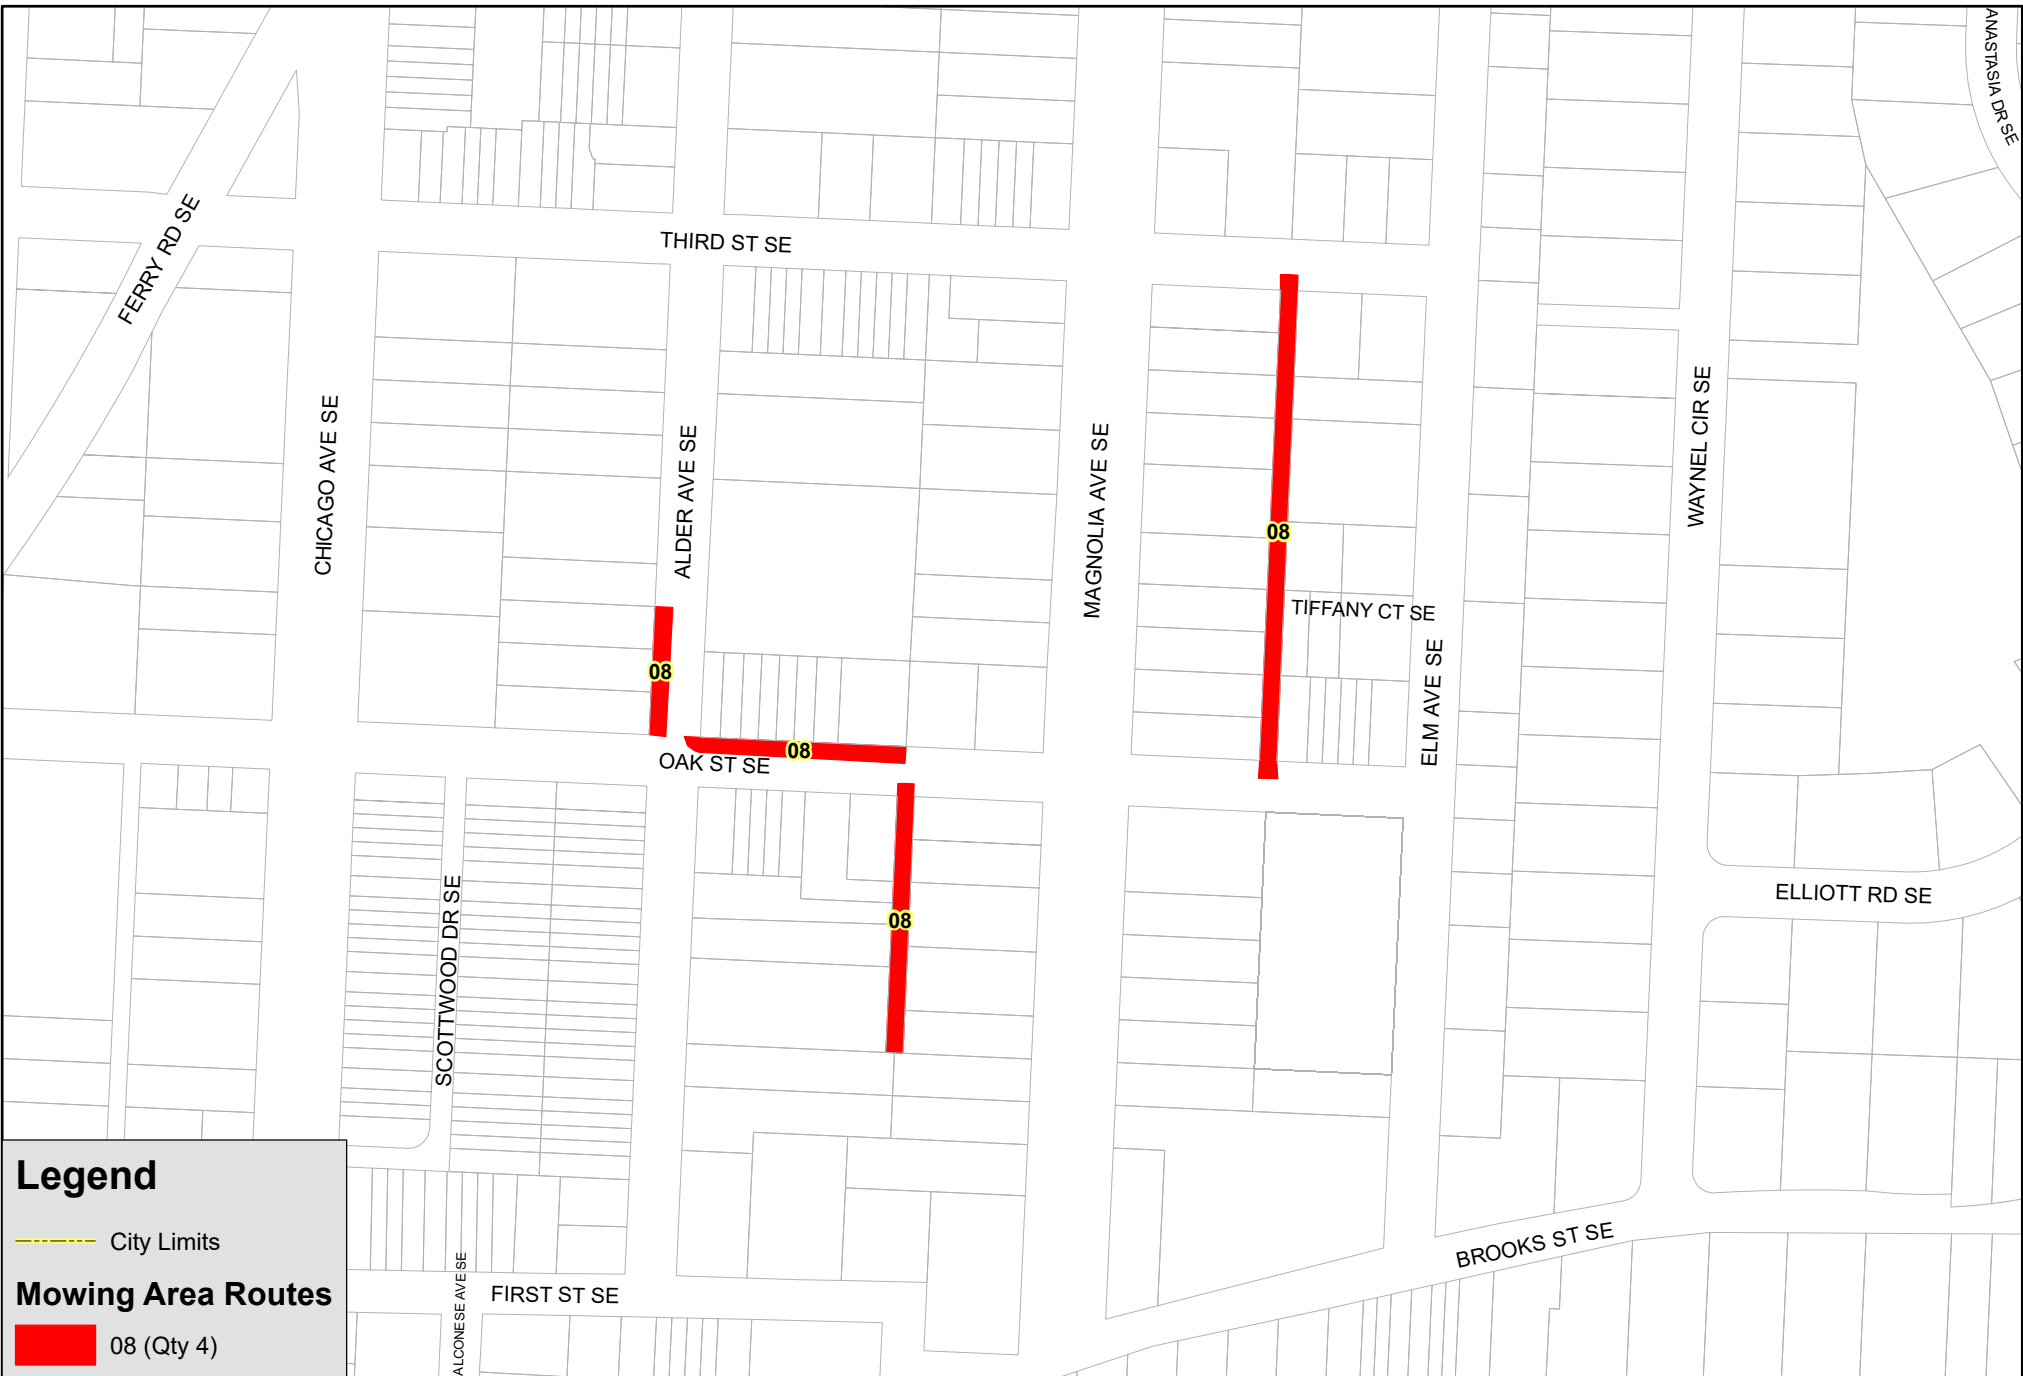 ANASTASIA DR SE
FERRY RD SE
THIRD ST SE
CHICAGO AVE SE
ALDER AVE SE
MAGNOLIA AVE SE
WAYNEL CIR SE
08
TIFFANY CT SE
ELM AVE SE
08
08
OAK ST SE
08
SCOTTWOOD DR SE
ELLIOTT RD SE
BROOKS ST SE
FIRST ST SE
ALCONESE AVE SE
Legend
City Limits
Mowing Area Routes
08 (Qty 4)